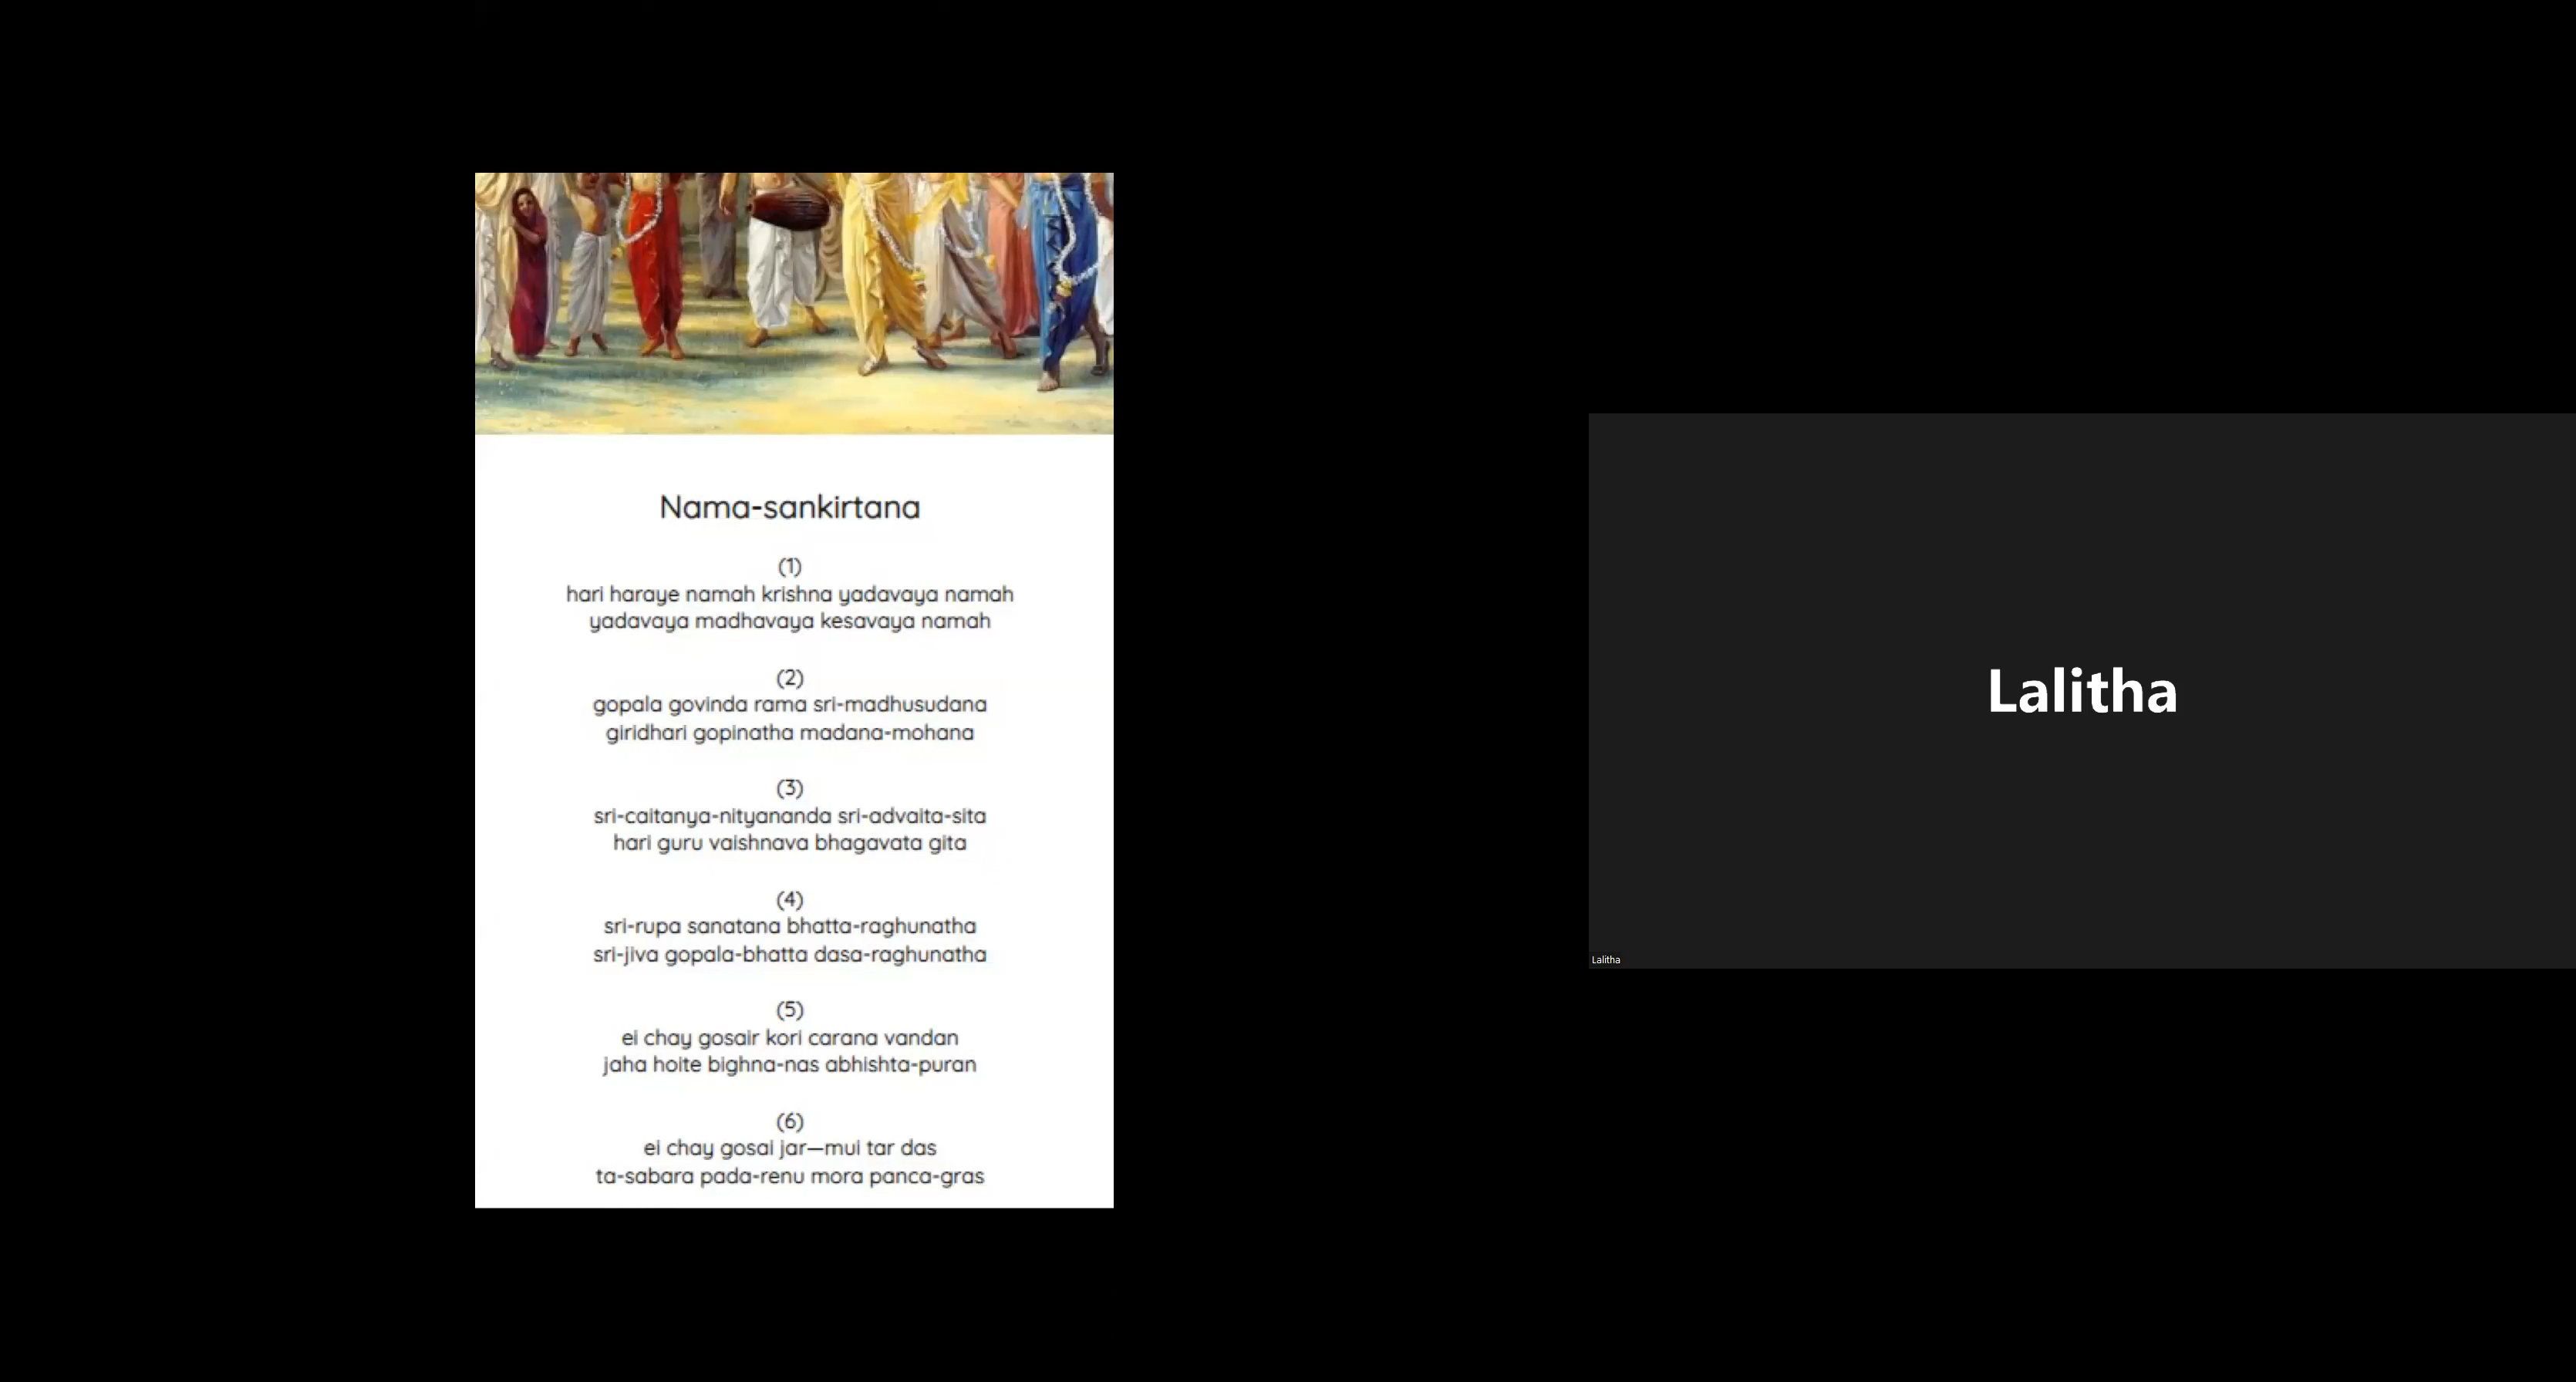 Nama-sankirtana
(1)
hari haraye namah krishna yadavaya namah
yadavaya madhavaya kesavaya namah
(2)
gopala govinda rama sri-madhusudana
giridhari gopinatha madana-mohana
(3)
sri-caitanya-nityananda sri-advaita-sita
hari guru vaishnava bhagavata gita
(4)
sri-rupa sanatana bhatta-raghunatha
sri-jiva gopala-bhatta dasa-raghunatha
(5)
ei chay gosair kori carana vandan
jaha hoite bighna-nas abhishta-puran
(6)
ei chay gosai jar—mui tar das
ta-sabara pada-renu mora panca-gras
Lalitha
Lalitha